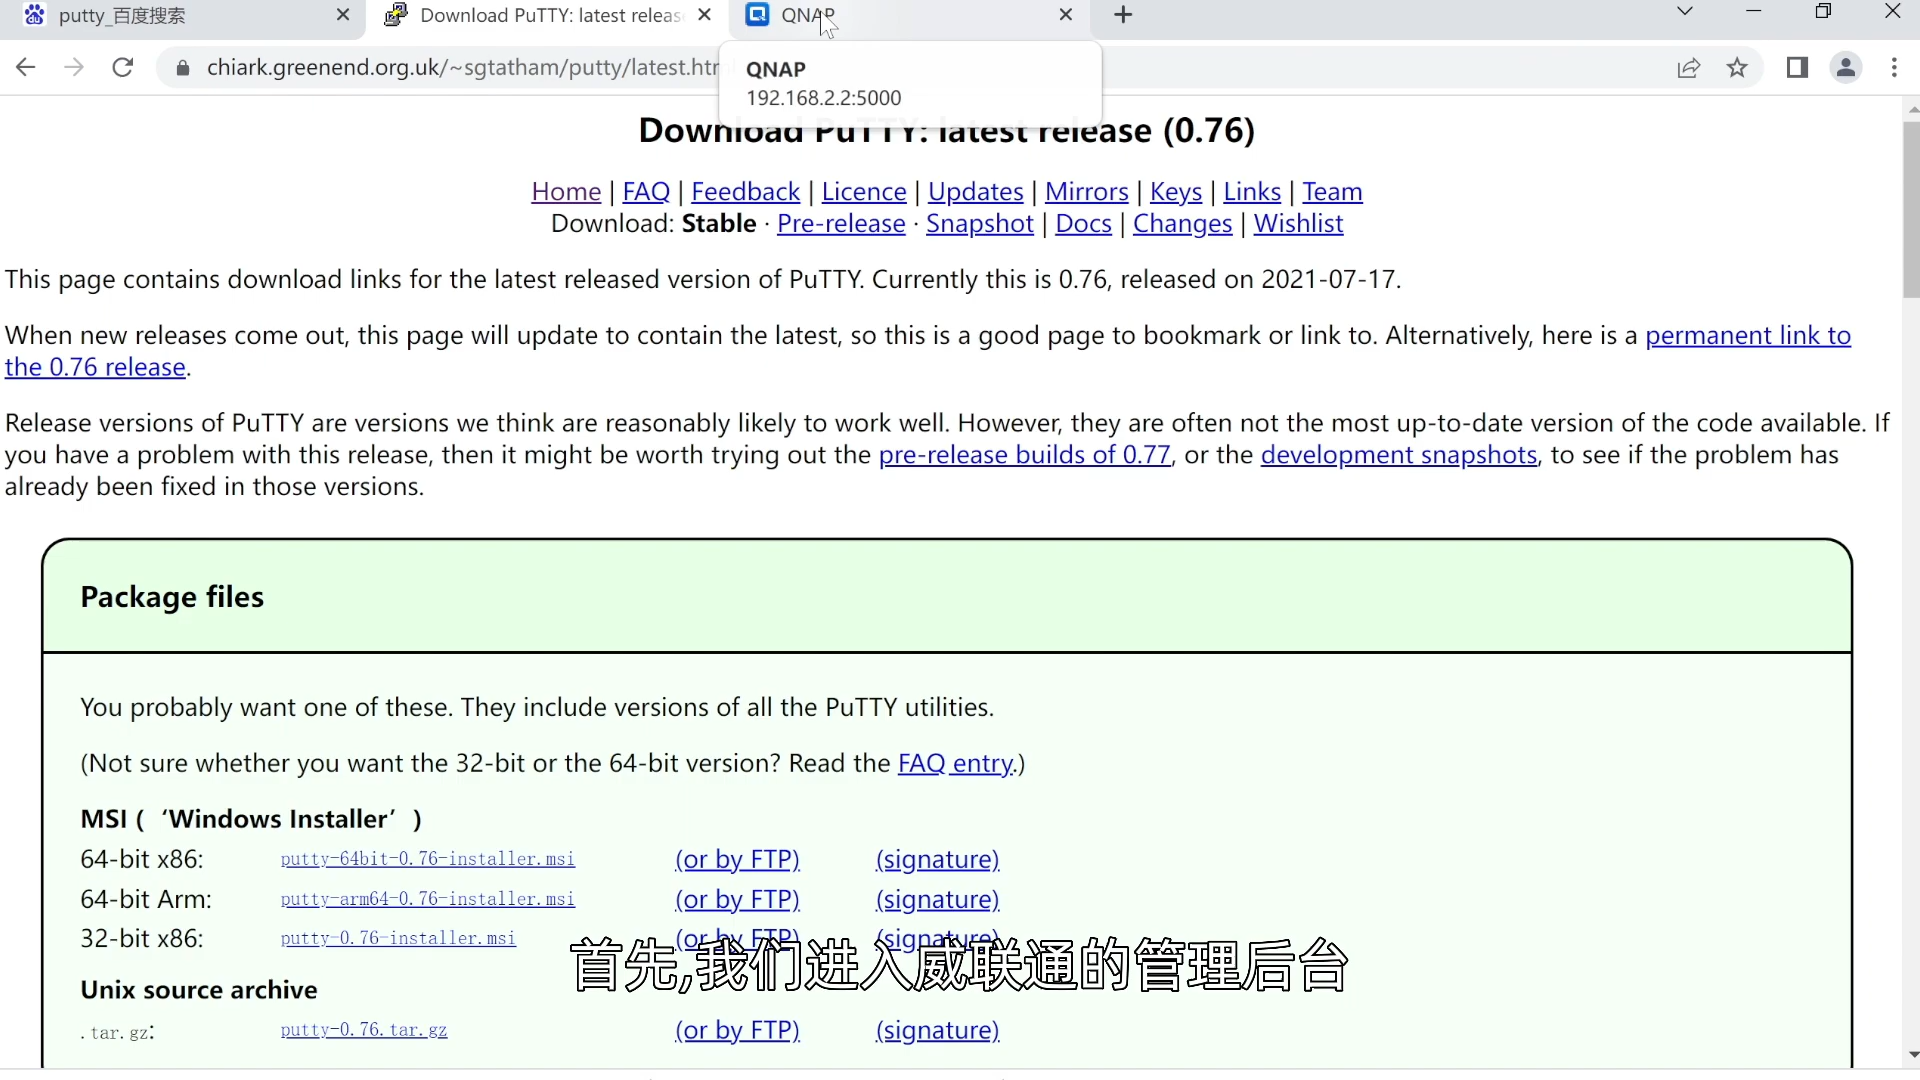 putty_百度搜索
Download PuTTY: latest releas
QNAP
chiark.greenend.org.uk/~sgtatham/putty/latest.htm
QNAP
192.168.2.2:5000
Download PuTTY: latest release (0.76)
Home | FAQ | Feedback | Licence | Updates | Mirrors | Keys | Links | Team
Download: Stable · Pre-release · Snapshot | Docs | Changes | Wishlist
This page contains download links for the latest released version of PuTTY. Currently this is 0.76, released on 2021-07-17.
When new releases come out, this page will update to contain the latest, so this is a good page to bookmark or link to. Alternatively, here is a permanent link to
the 0.76 release.
Release versions of PuTTY are versions we think are reasonably likely to work well. However, they are often not the most up-to-date version of the code available. If
you have a problem with this release, then it might be worth trying out the pre-release builds of 0.77, or the development snapshots, to see if the problem has
already been fixed in those versions.
Package files
You probably want one of these. They include versions of all the PuTTY utilities.
(Not sure whether you want the 32-bit or the 64-bit version? Read the FAQ entry.)
MSI (‘Windows Installer’)
64-bit x86: putty-64bit-0.76-installer.msi (or by FTP) (signature)
64-bit Arm: putty-arm64-0.76-installer.msi (or by FTP) (signature)
32-bit x86: putty-0.76-installer.msi (or by FTP) (signature)
首先,我们进入威联通的管理后台
Unix source archive
.tar.gz: putty-0.76.tar.gz (or by FTP) (signature)